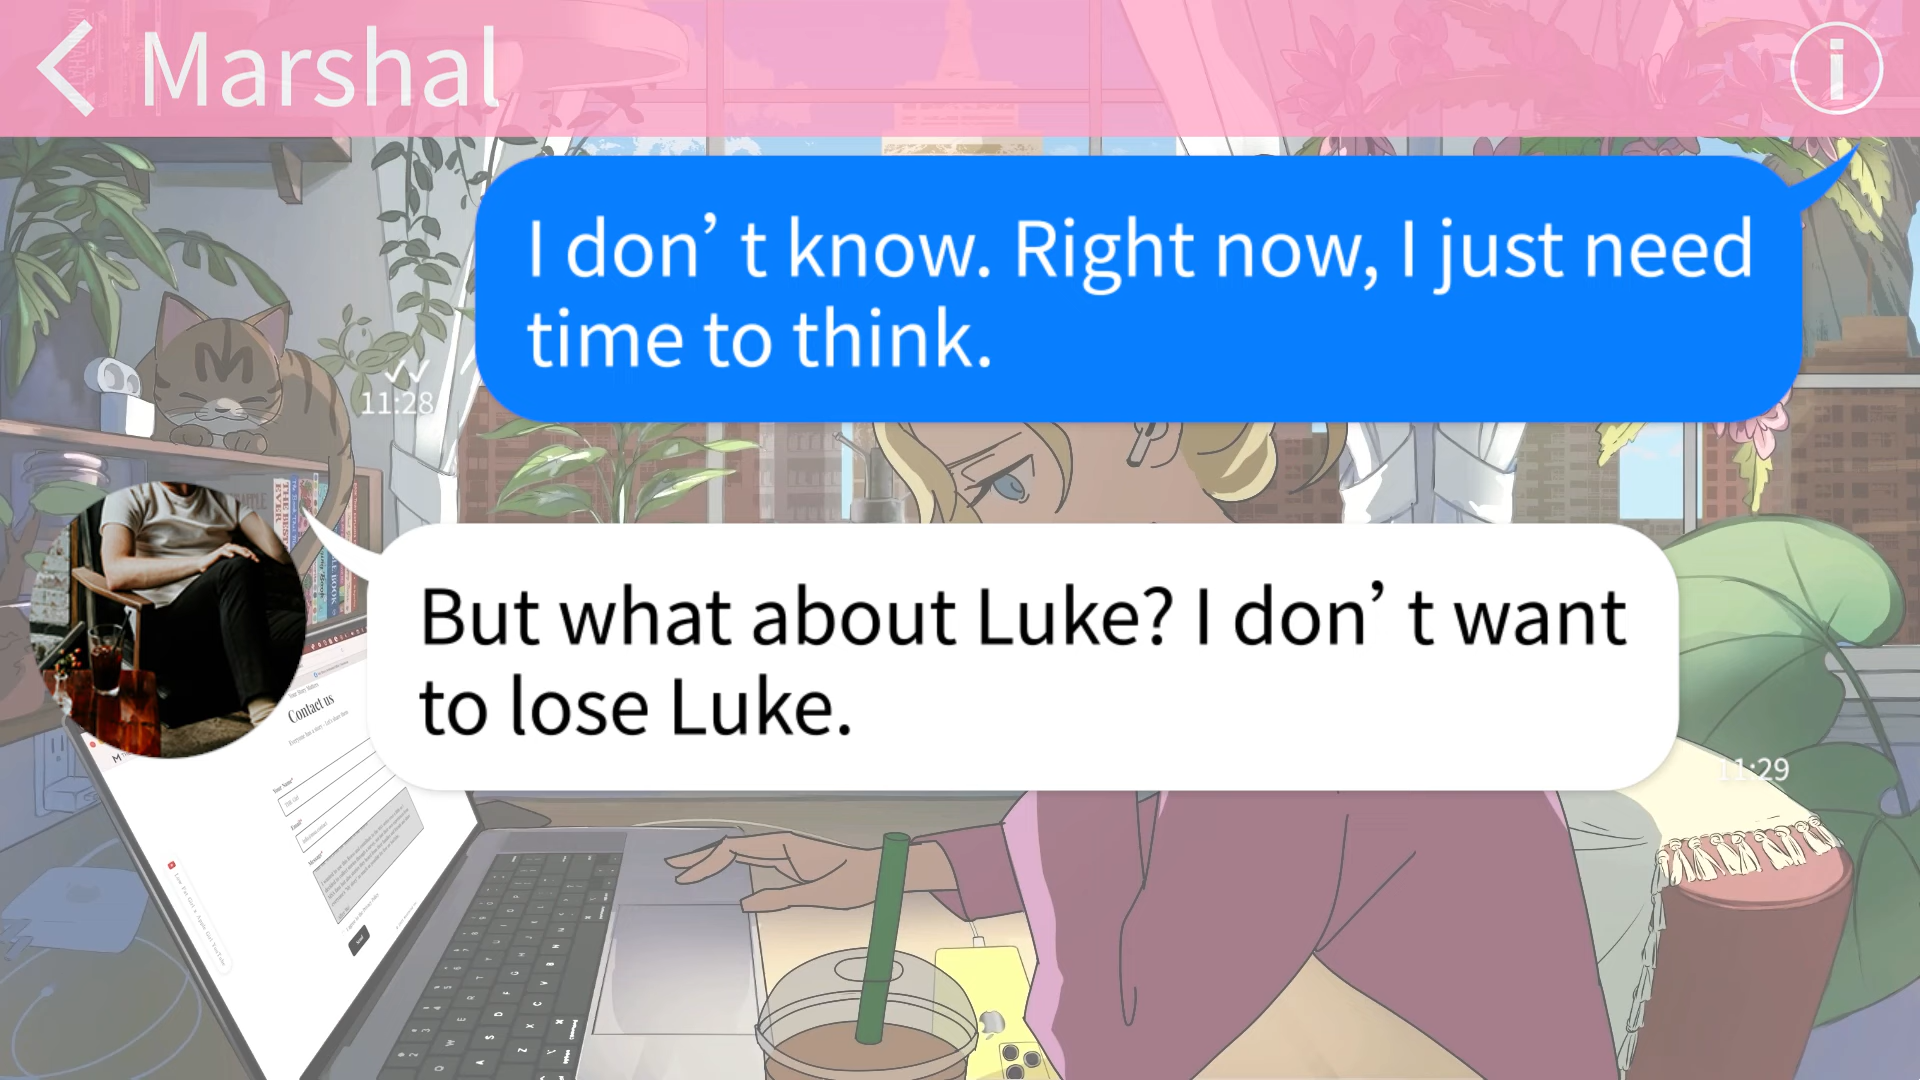 Marshal
i
I don’t know. Right now, I just need
time to think.
11:28
But what about Luke? I don’t want
to lose Luke.
11:29
Contact us